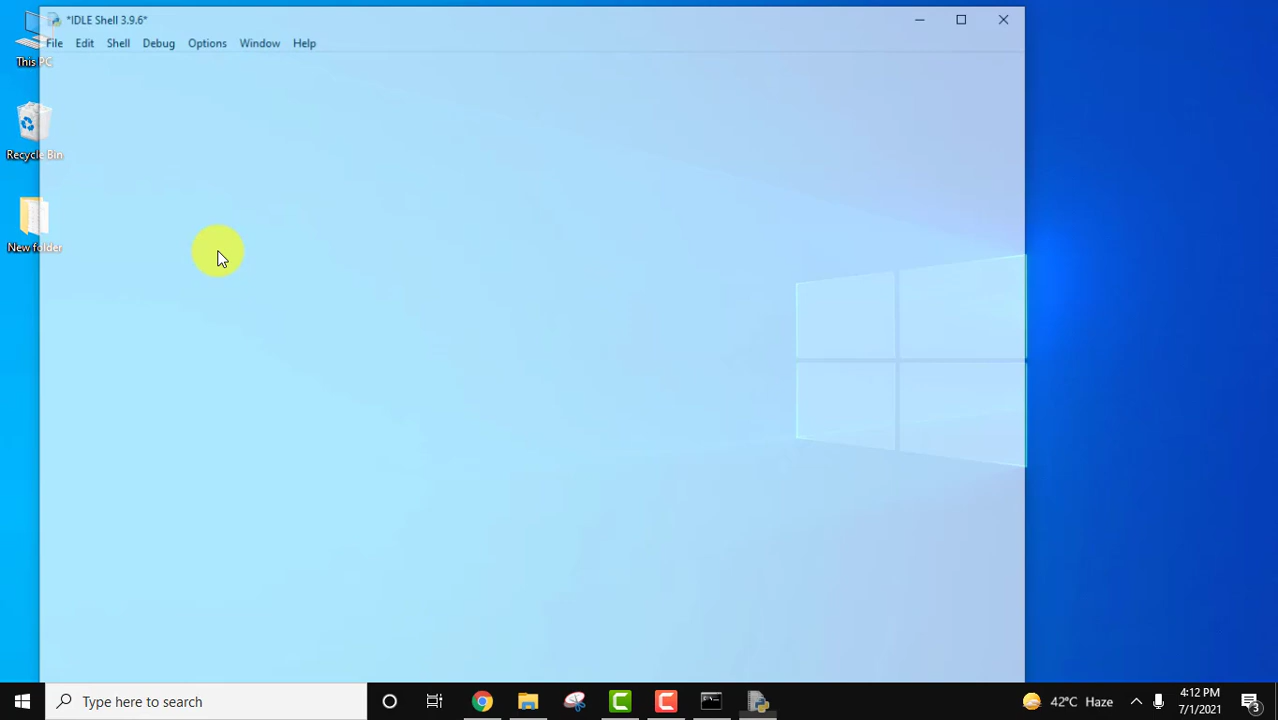 *IDLE Shell 3.9.6*
File Edit Shell Debug Options Window Help
This PC
Recycle Bin
New folder
Type here to search
42°C Haze
4:12 PM
7/1/2021
3